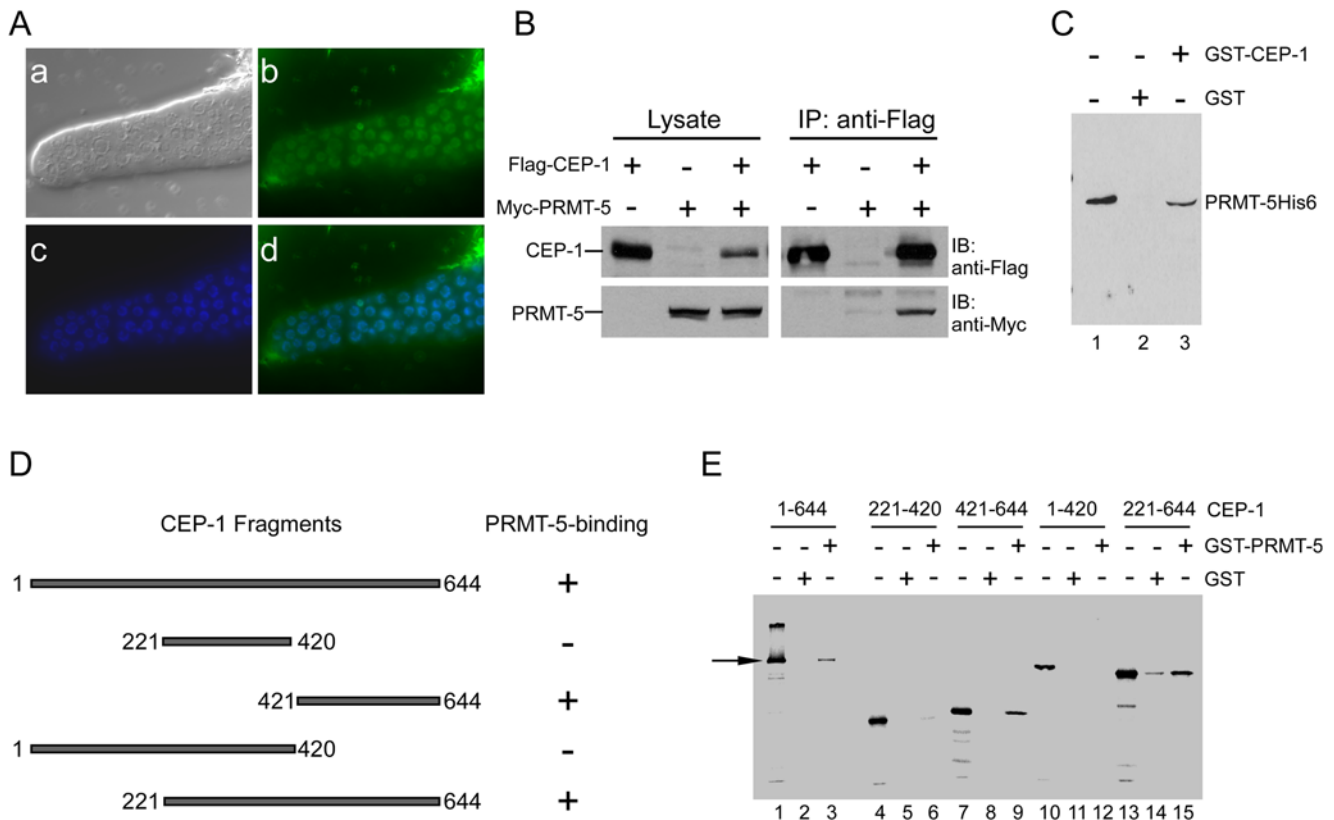 A
a
b
c
d
B
Lysate
IP: anti-Flag
Flag-CEP-1 + - + + - +
Myc-PRMT-5 - + + - + +
CEP-1
IB:
anti-Flag
PRMT-5
IB:
anti-Myc
C
- - + GST-CEP-1
- + - GST
PRMT-5His6
1 2 3
D
CEP-1 Fragments PRMT-5-binding
1 644 +
221 420 -
421 644 +
1 420 -
221 644 +
E
1-644 221-420 421-644 1-420 221-644 CEP-1
- - + - - + - - + - - + - - + GST-PRMT-5
- + - - + - - + - - + - - + - GST
1 2 3 4 5 6 7 8 9 10 11 12 13 14 15